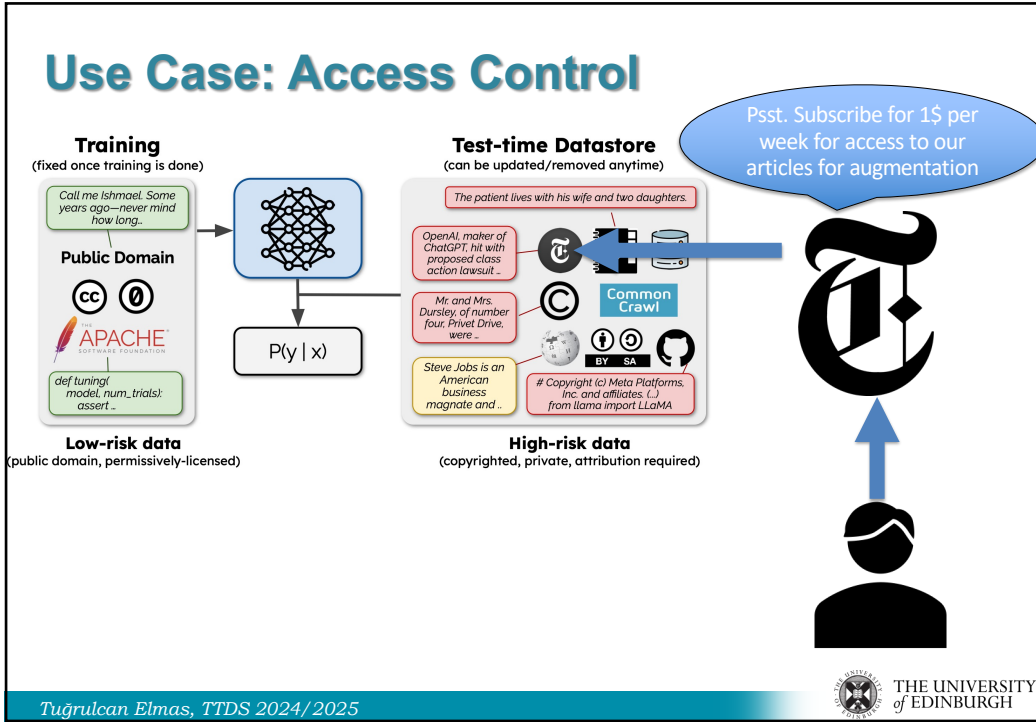 Use Case: Access Control
Psst. Subscribe for 1$ per
week for access to our
articles for augmentation
Training
(fixed once training is done)
Call me Ishmael. Some
years ago—never mind
how long..
Public Domain
cc 0
THE
APACHE®
SOFTWARE FOUNDATION
def tuning(
model, num_trials):
assert ..
Low-risk data
(public domain, permissively-licensed)
P(y | x)
Test-time Datastore
(can be updated/removed anytime)
The patient lives with his wife and two daughters.
OpenAI, maker of
ChatGPT, hit with
proposed class
action lawsuit ..
T
Mr. and Mrs.
Dursley, of number
four, Privet Drive,
were ..
©
Common
Crawl
BY SA
Steve Jobs is an
American
business
magnate and ..
# Copyright (c) Meta Platforms,
Inc. and affiliates. (...)
from llama import LLaMA
High-risk data
(copyrighted, private, attribution required)
T
Tuğrulcan Elmas, TTDS 2024/2025
THE UNIVERSITY
of EDINBURGH